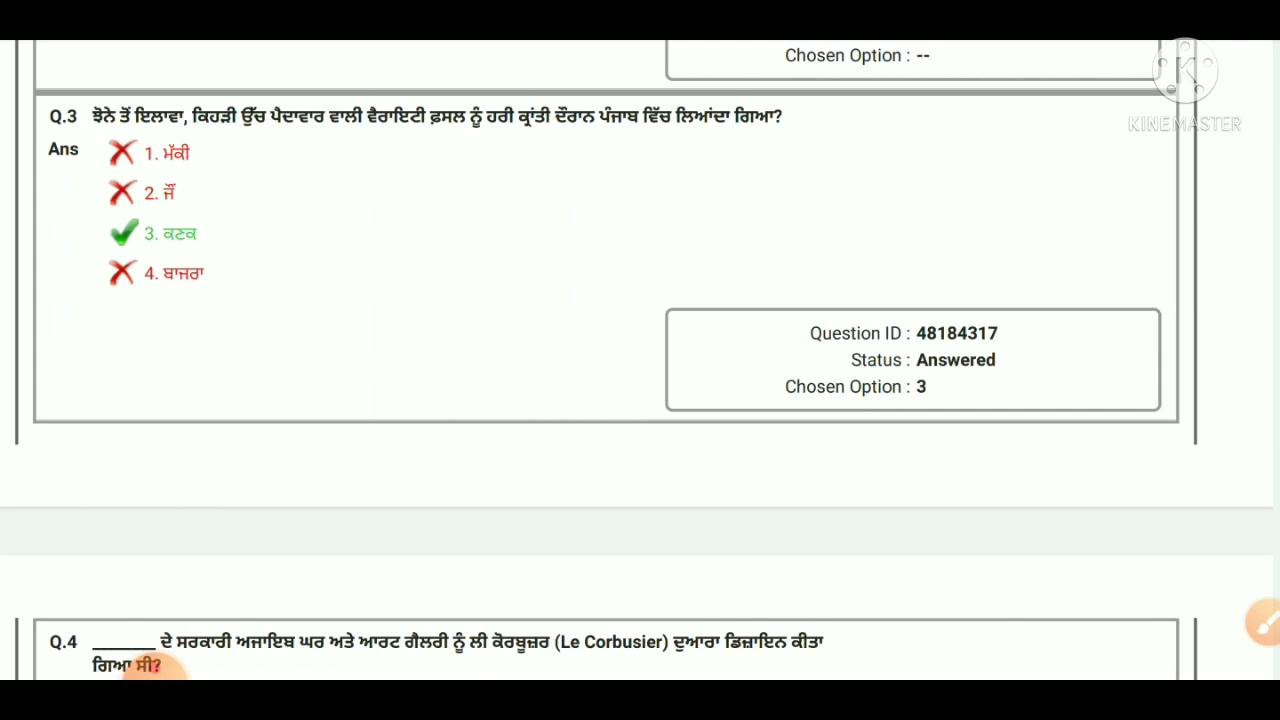 Chosen Option : --
KINEMASTER
Q.3 ਝੋਨੇ ਤੋਂ ਇਲਾਵਾ, ਕਿਹੜੀ ਉੱਚ ਪੈਦਾਵਾਰ ਵਾਲੀ ਵੈਰਾਇਟੀ ਫ਼ਸਲ ਨੂੰ ਹਰੀ ਕ੍ਰਾਂਤੀ ਦੌਰਾਨ ਪੰਜਾਬ ਵਿੱਚ ਲਿਆਂਦਾ ਗਿਆ?
Ans 1. ਮੱਕੀ
2. ਜੌਂ
3. ਕਣਕ
4. ਬਾਜਰਾ
Question ID : 48184317
Status : Answered
Chosen Option : 3
Q.4 _______ ਦੇ ਸਰਕਾਰੀ ਅਜਾਇਬ ਘਰ ਅਤੇ ਆਰਟ ਗੈਲਰੀ ਨੂੰ ਲੀ ਕੋਰਬੂਜ਼ਰ (Le Corbusier) ਦੁਆਰਾ ਡਿਜ਼ਾਇਨ ਕੀਤਾ
ਗਿਆ ਸੀ?